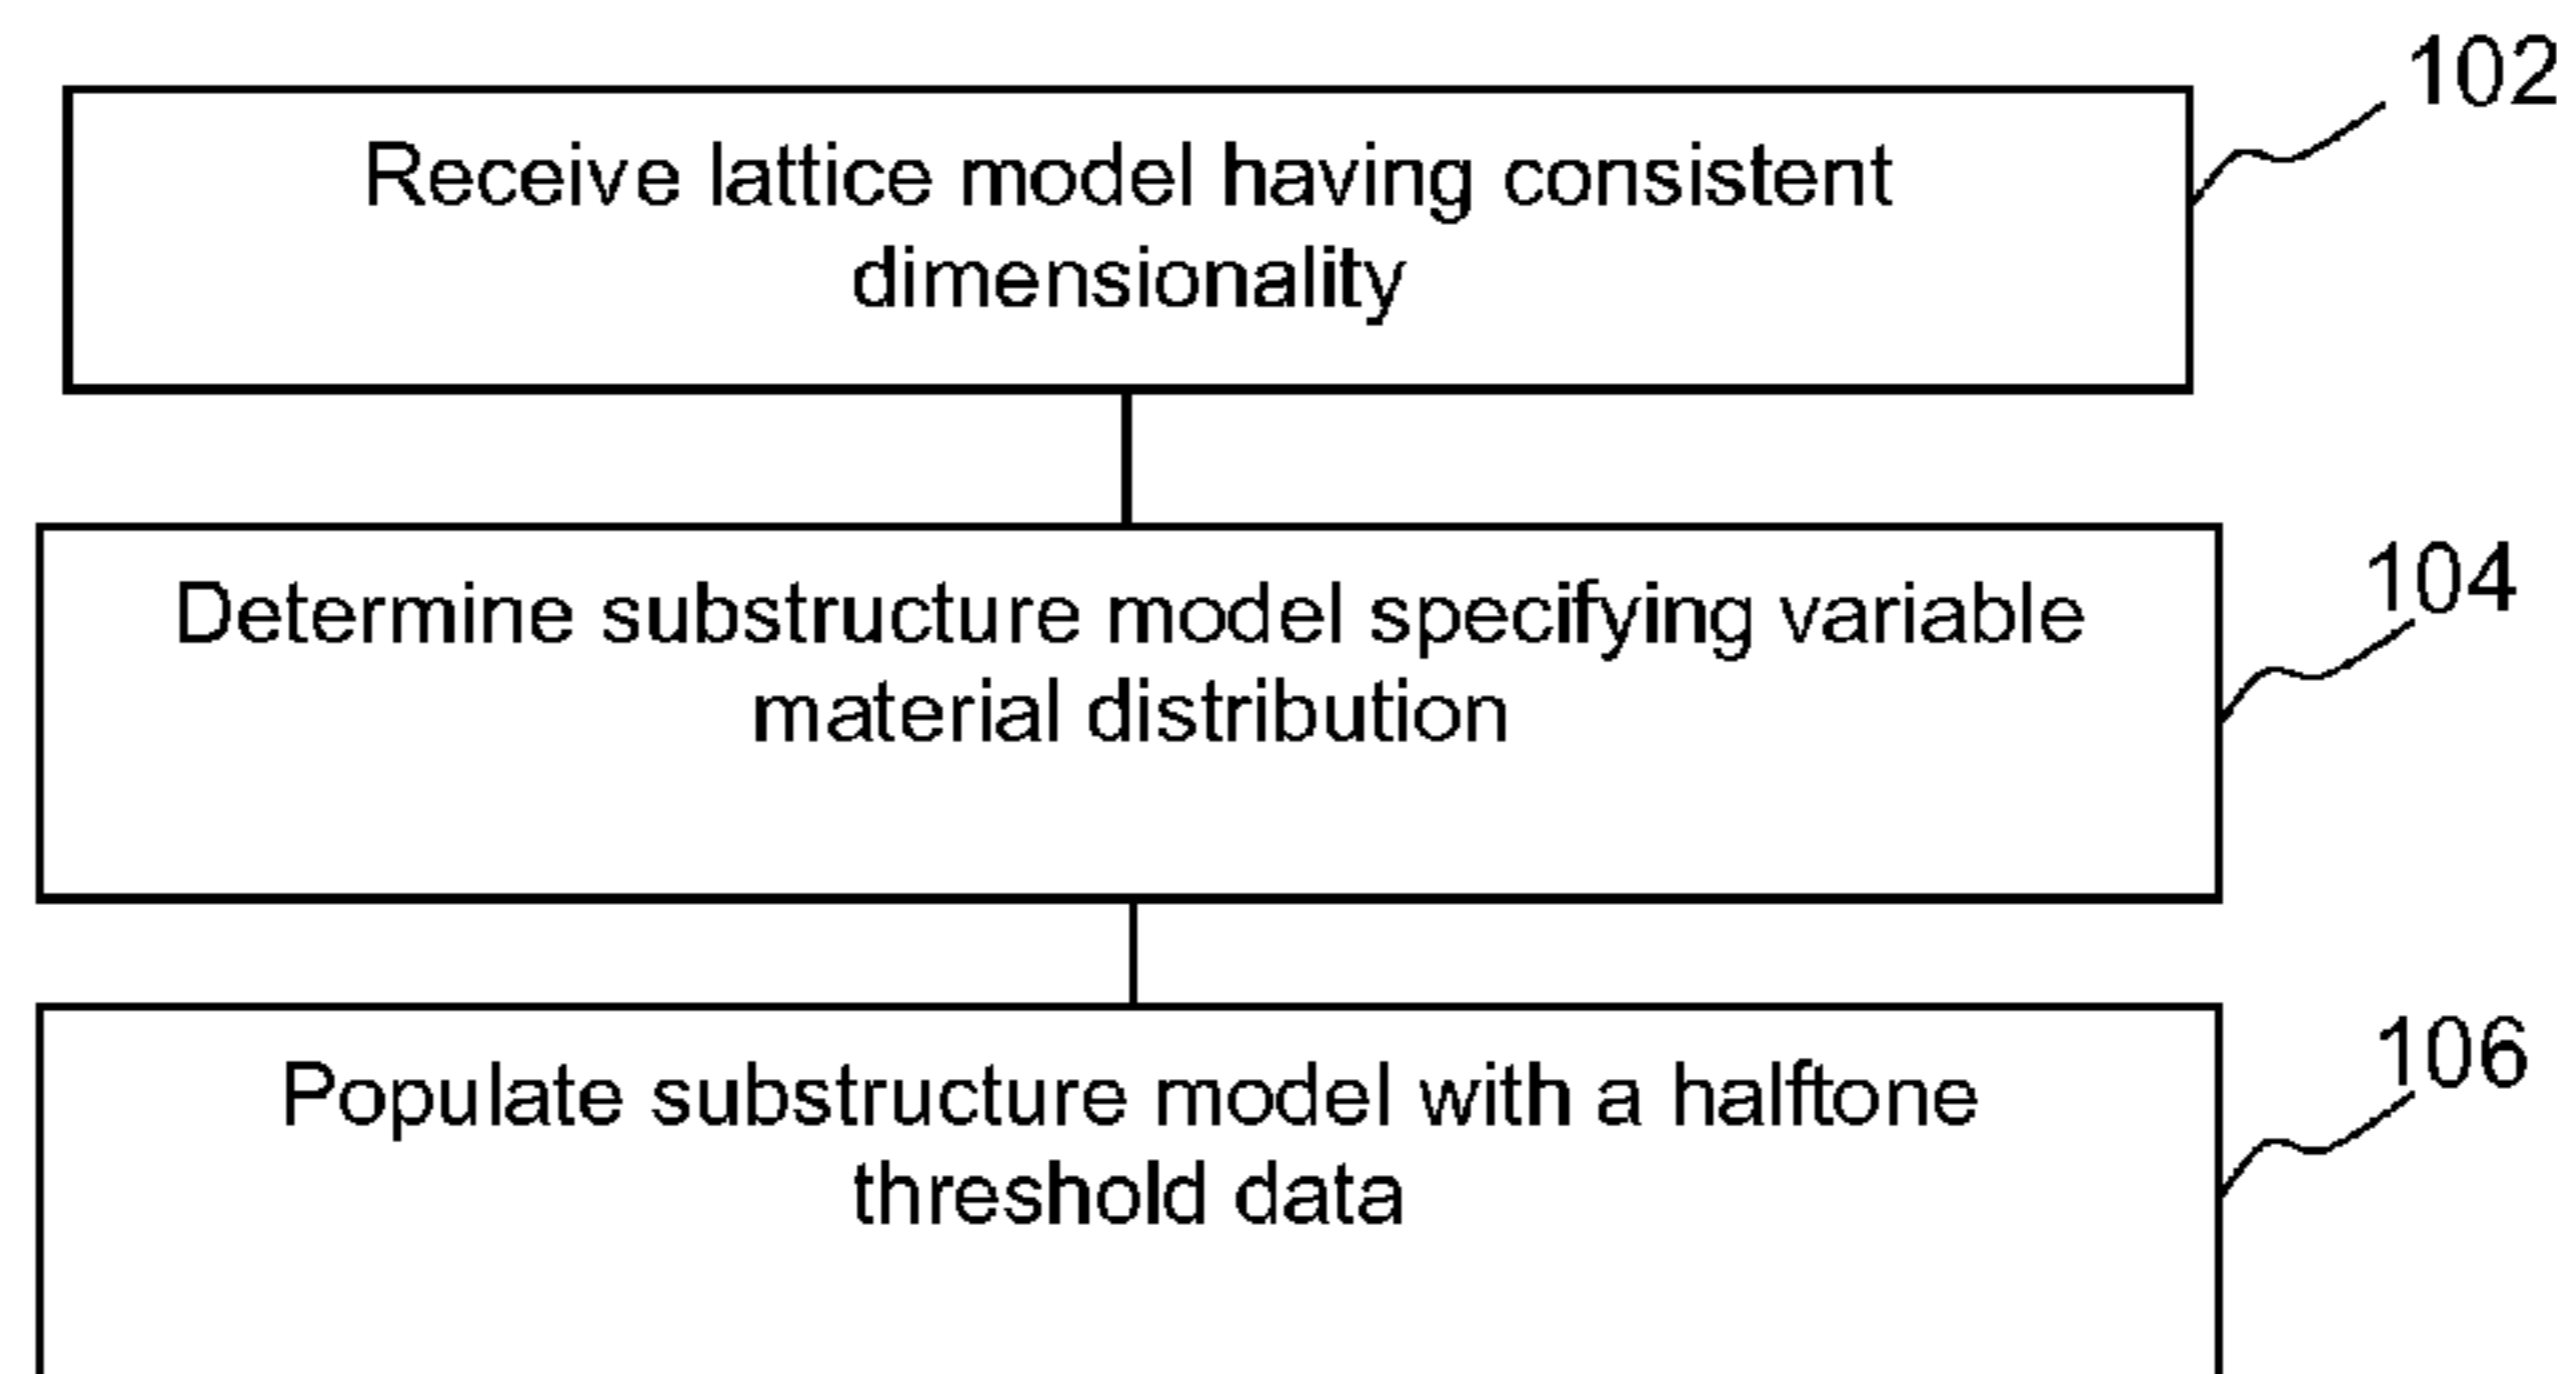 102
Receive lattice model having consistent
dimensionality
104
Determine substructure model specifying variable
material distribution
106
Populate substructure model with a halftone
threshold data